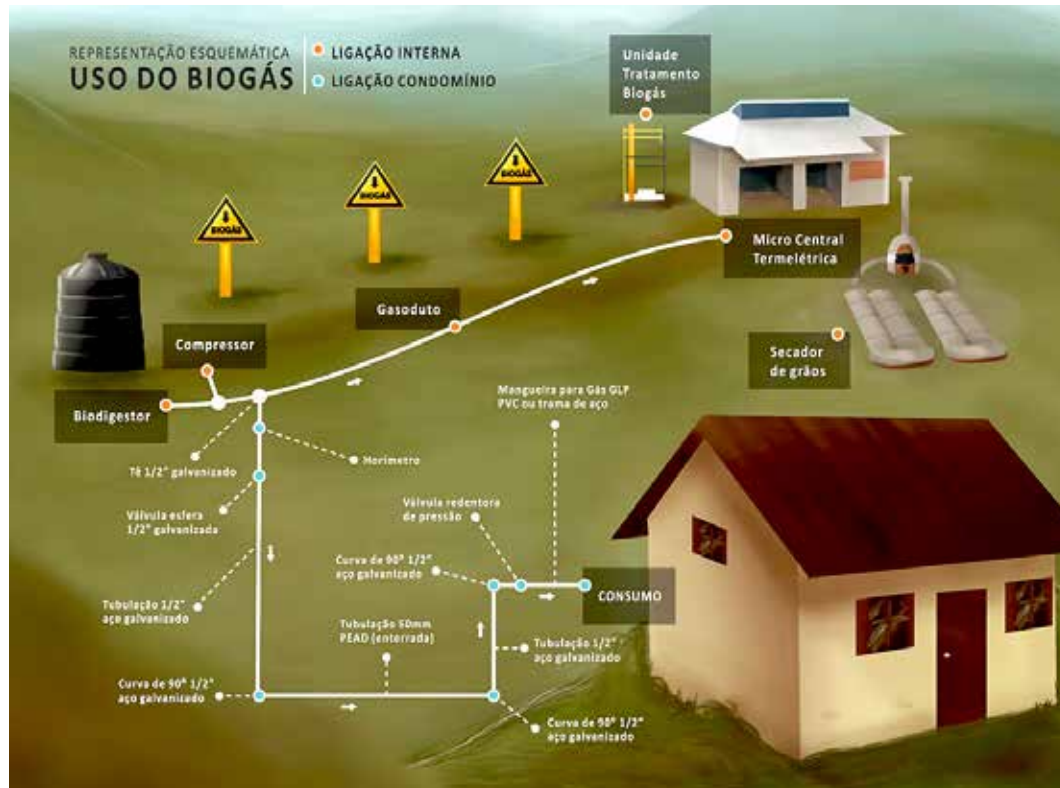 REPRESENTAÇÃO ESQUEMÁTICA
USO DO BIOGÁS
LIGAÇÃO INTERNA
LIGAÇÃO CONDOMÍNIO
Unidade
Tratamento
Biogás
BIOGÁS
BIOGÁS
BIOGÁS
Micro Central
Termelétrica
Gasoduto
Compressor
Secador
de grãos
Biodigestor
Mangueira para Gás GLP
PVC ou trama de aço
Tê 1/2" galvanizado
Horímetro
Válvula esfera
1/2" galvanizada
Válvula redentora
de pressão
Curva de 90º 1/2"
aço galvanizado
CONSUMO
Tubulação 1/2"
aço galvanizado
Tubulação 50mm
PEAD (enterrada)
Tubulação 1/2"
aço galvanizado
Curva de 90º 1/2"
aço galvanizado
Curva de 90º 1/2"
aço galvanizado